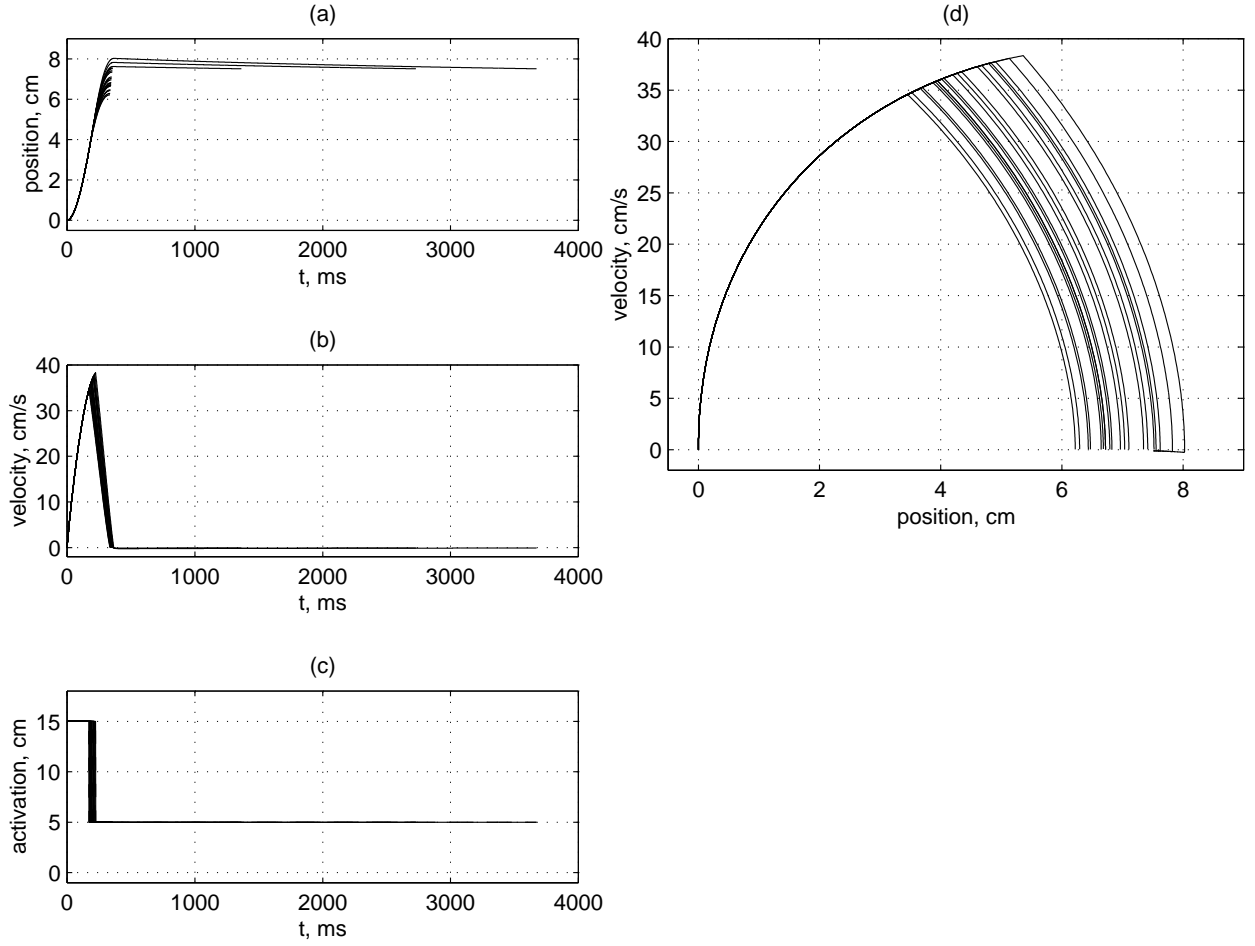 (a)
8
6
4
2
0
position, cm
0 1000 2000 3000 4000
t, ms
(b)
40
30
20
10
0
velocity, cm/s
0 1000 2000 3000 4000
t, ms
(c)
15
10
5
0
activation, cm
0 1000 2000 3000 4000
t, ms
(d)
40
35
30
25
20
15
10
5
0
velocity, cm/s
0 2 4 6 8
position, cm